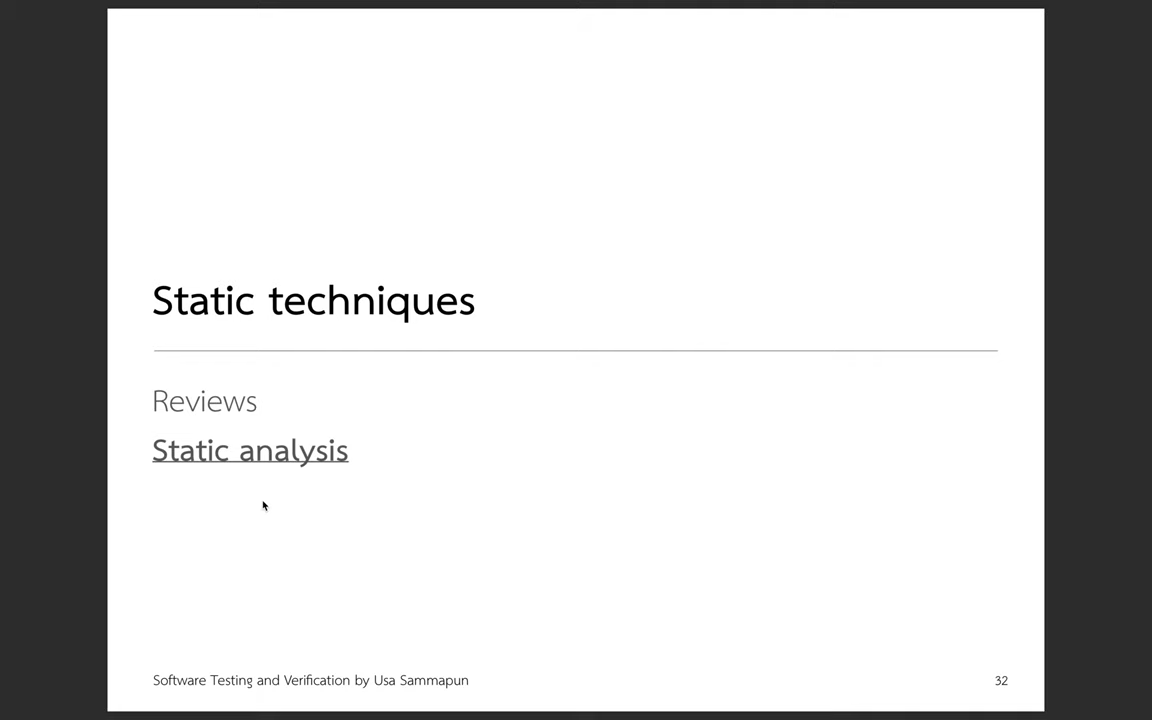 Static techniques
Reviews
Static analysis
Software Testing and Verification by Usa Sammapun
32